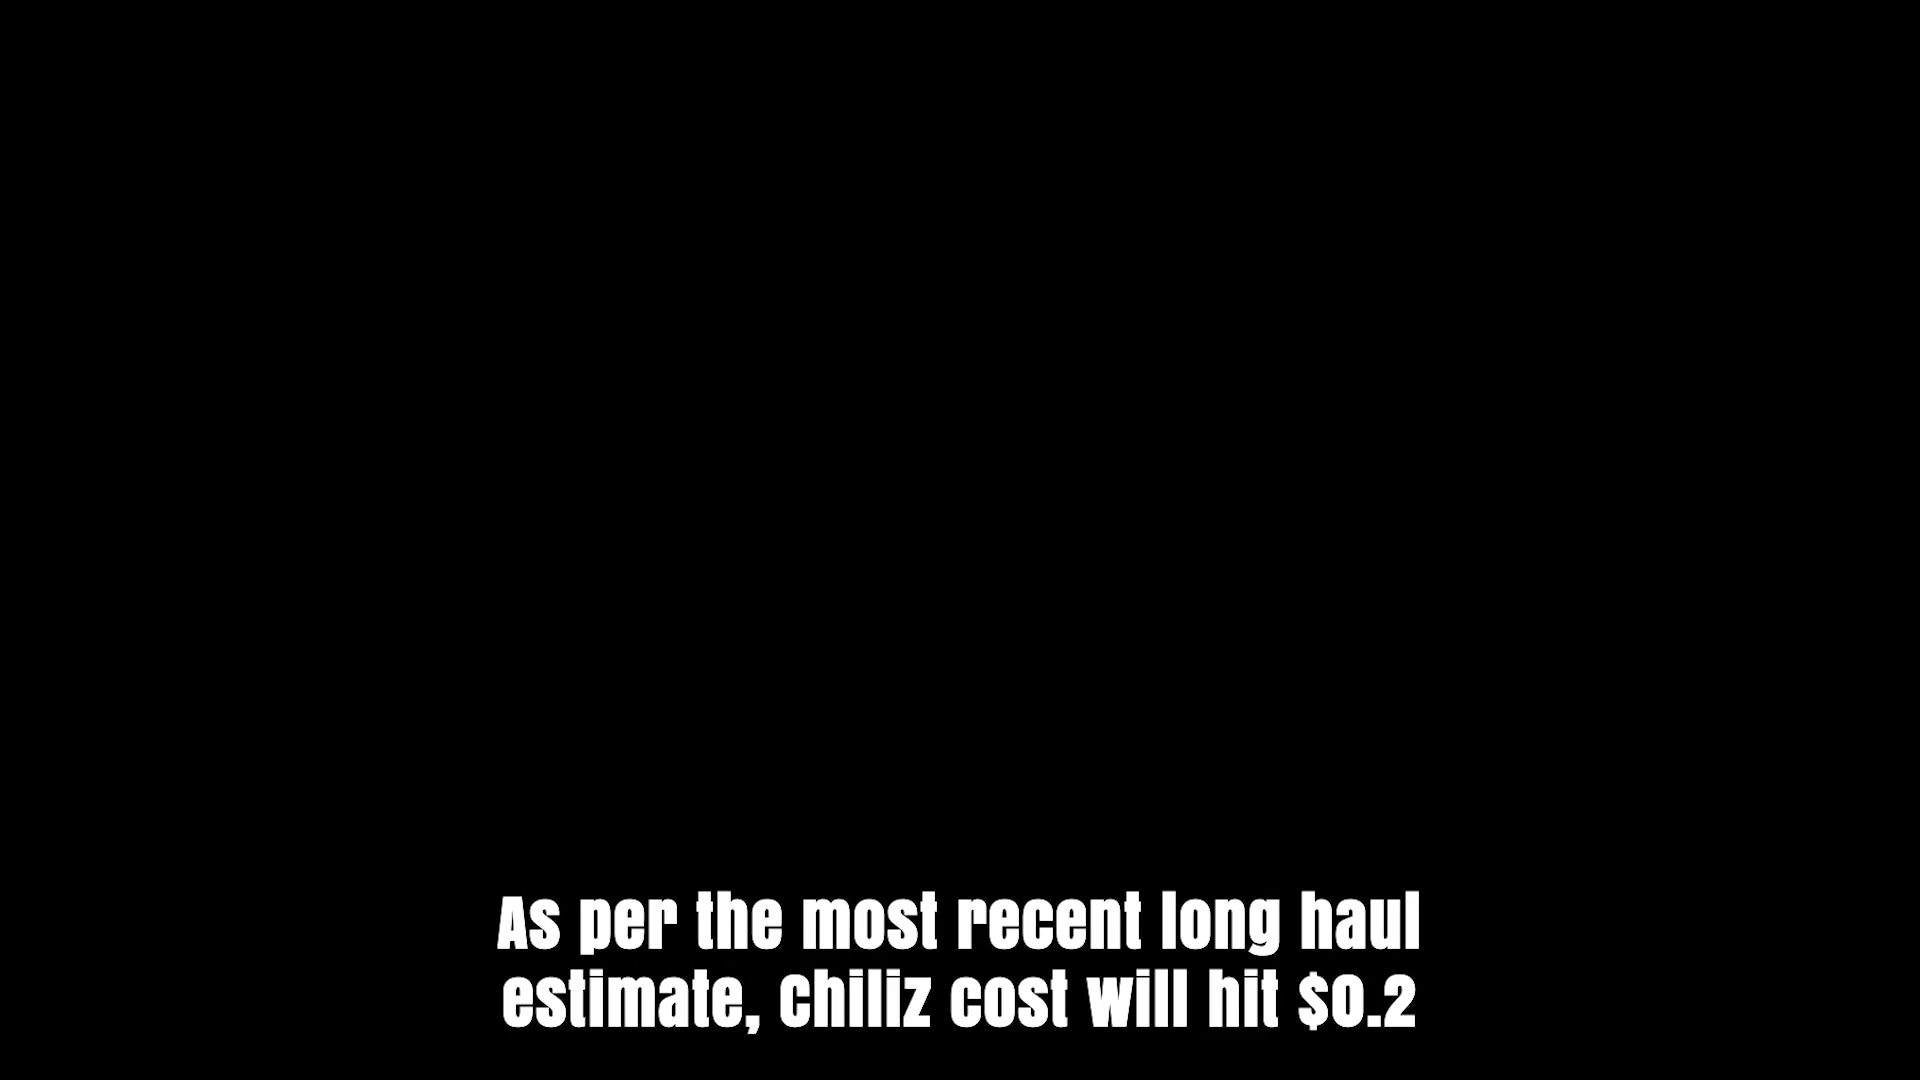 As per the most recent long haul
estimate, Chiliz cost will hit $0.2